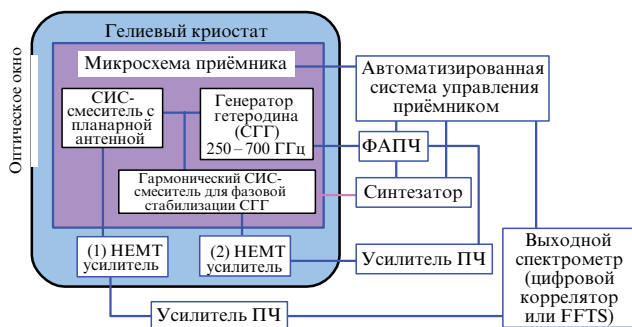 Гелиевый криостат
Оптическое окно
Микросхема приёмника
СИС-
смеситель с
планарной
антенной
Генератор
гетеродина
(СГГ)
250–700 ГГц
Гармонический СИС-
смеситель для фазовой
стабилизации СГГ
(1) НЕМТ
усилитель
(2) НЕМТ
усилитель
Автоматизированная
система управления
приёмником
ФАПЧ
Синтезатор
Усилитель ПЧ
Усилитель ПЧ
Выходной
спектрометр
(цифровой
коррелятор
или FFTS)